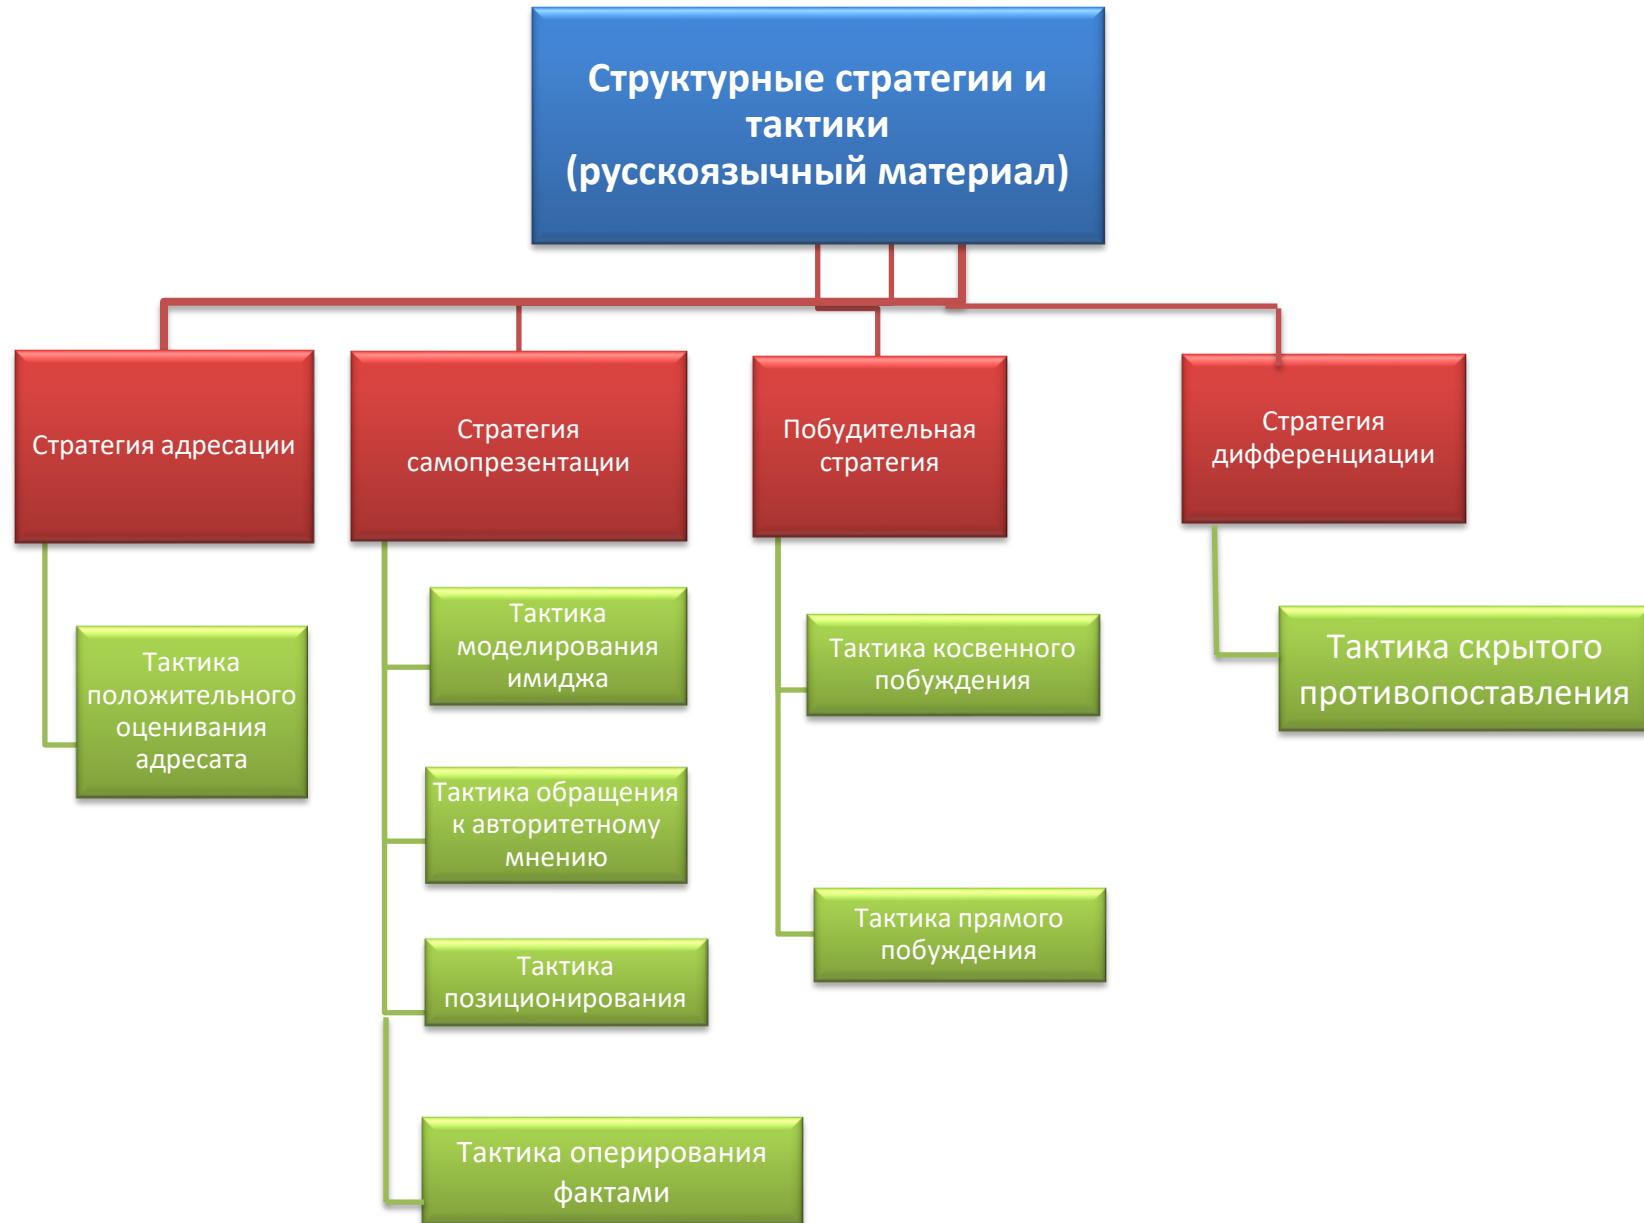 Структурные стратегии и
тактики
(русскоязычный материал)
Стратегия адресации
Стратегия
самопрезентации
Побудительная
стратегия
Стратегия
дифференциации
Тактика
положительного
оценивания
адресата
Тактика
моделирования
имиджа
Тактика обращения
к авторитетному
мнению
Тактика
позиционирования
Тактика оперирования
фактами
Тактика косвенного
побуждения
Тактика прямого
побуждения
Тактика скрытого
противопоставления